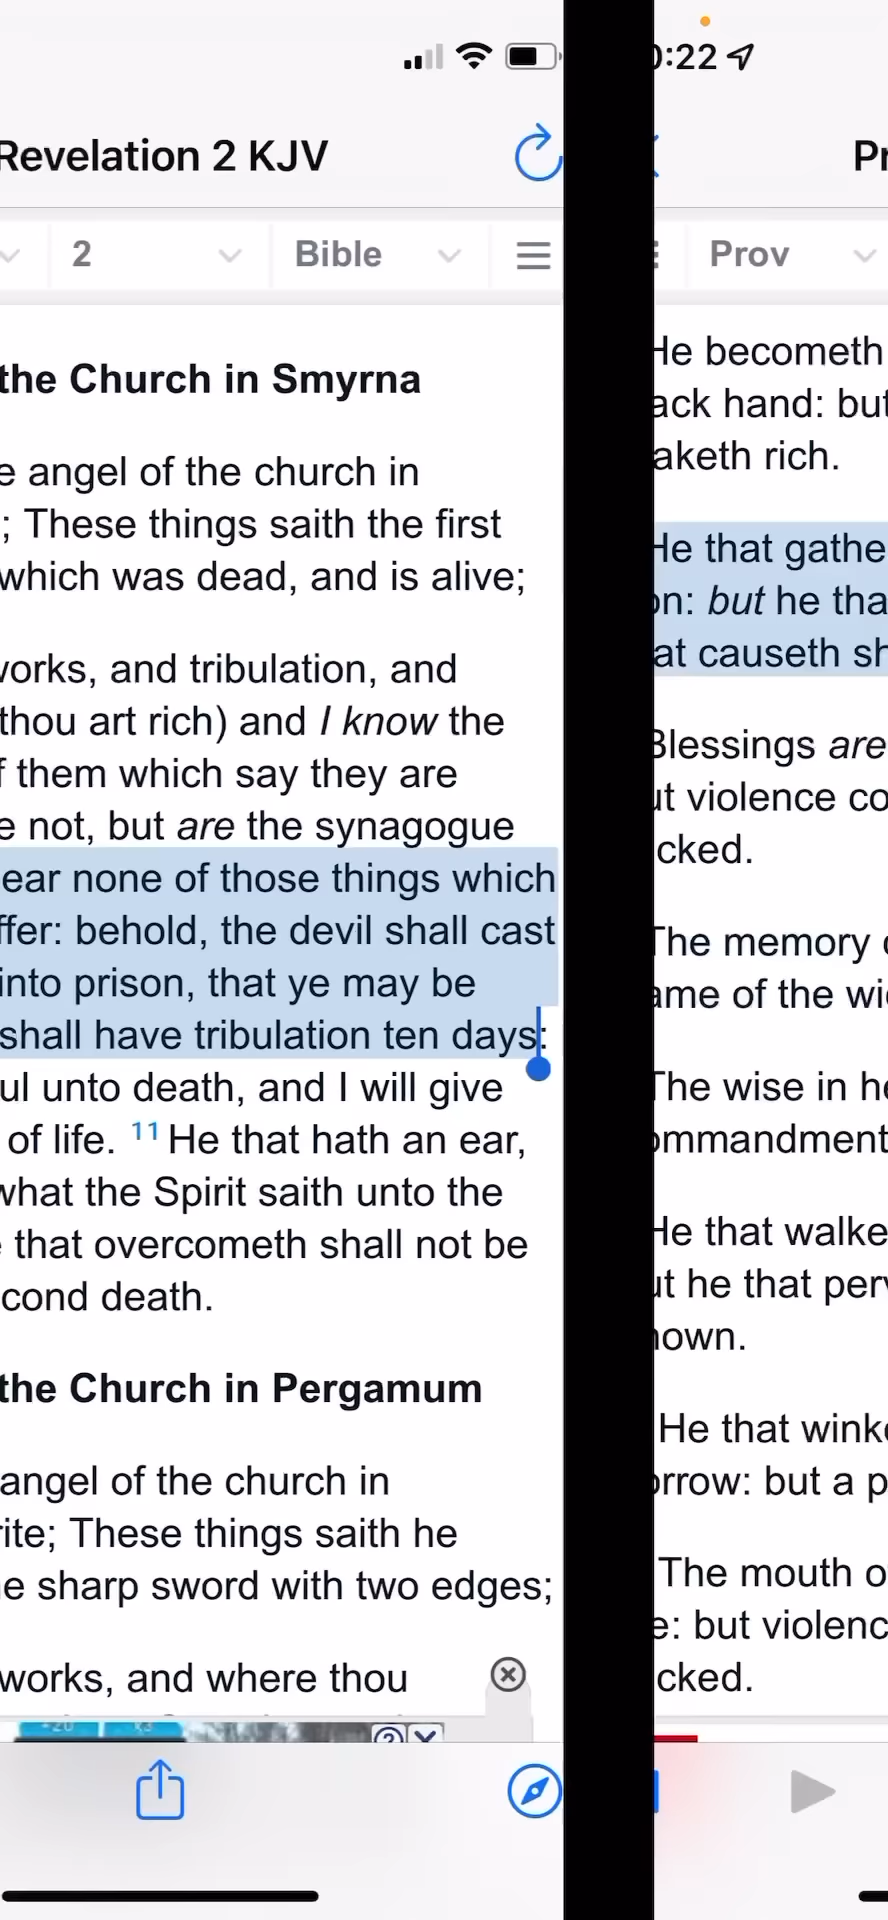 Revelation 2 KJV
2
Bible
the Church in Smyrna
e angel of the church in
; These things saith the first
which was dead, and is alive;
works, and tribulation, and
thou art rich) and I know the
f them which say they are
e not, but are the synagogue
ear none of those things which
ffer: behold, the devil shall cast
into prison, that ye may be
shall have tribulation ten days:
ul unto death, and I will give
of life. 11 He that hath an ear,
what the Spirit saith unto the
e that overcometh shall not be
cond death.
the Church in Pergamum
angel of the church in
rite; These things saith he
e sharp sword with two edges;
works, and where thou
0:22
Pr
Prov
He becometh
ack hand: but
aketh rich.
He that gathe
on: but he tha
at causeth sh
Blessings are
ut violence co
cked.
The memory
ame of the wi
The wise in he
ommandment
He that walke
ut he that perv
nown.
He that winke
orrow: but a p
The mouth o
e: but violenc
cked.